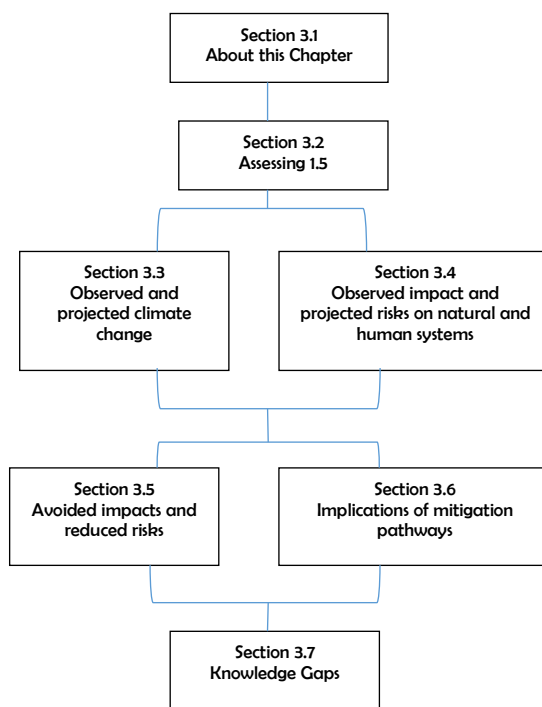 Section 3.1
About this Chapter
Section 3.2
Assessing 1.5
Section 3.3
Observed and
projected climate
change
Section 3.4
Observed impact and
projected risks on natural and
human systems
Section 3.5
Avoided impacts and
reduced risks
Section 3.6
Implications of mitigation
pathways
Section 3.7
Knowledge Gaps